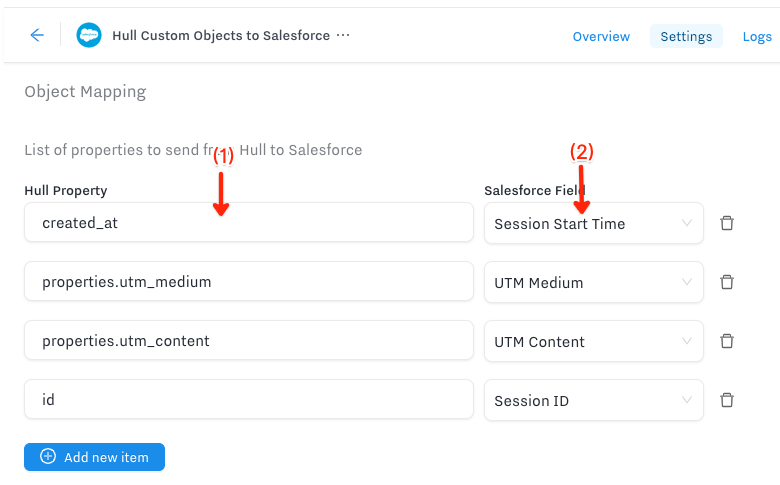 Hull Custom Objects to Salesforce ···
Overview
Settings
Logs
Object Mapping
List of properties to send from Hull to Salesforce
(1)
(2)
Hull Property
Salesforce Field
created_at
Session Start Time
properties.utm_medium
UTM Medium
properties.utm_content
UTM Content
id
Session ID
Add new item